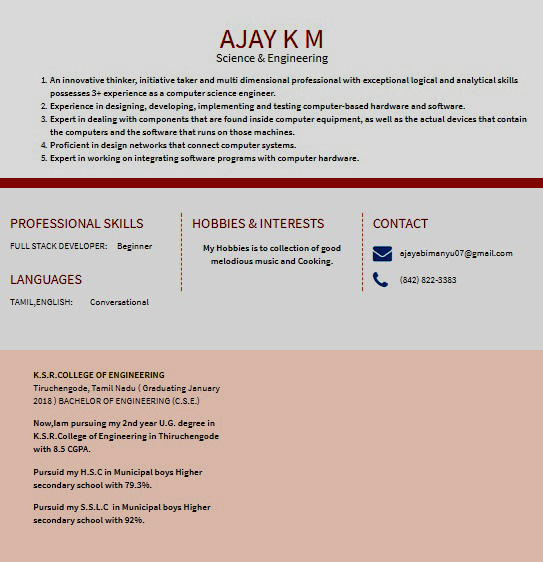 AJAY K M
Science & Engineering
1. An innovative thinker, initiative taker and multi dimensional professional with exceptional logical and analytical skills
possesses 3+ experience as a computer science engineer.
2. Experience in designing, developing, implementing and testing computer-based hardware and software.
3. Expert in dealing with components that are found inside computer equipment, as well as the actual devices that contain
the computers and the software that runs on those machines.
4. Proficient in design networks that connect computer systems.
5. Expert in working on integrating software programs with computer hardware.
PROFESSIONAL SKILLS
FULL STACK DEVELOPER: Beginner
LANGUAGES
TAMIL,ENGLISH: Conversational
HOBBIES & INTERESTS
My Hobbies is to collection of good
melodious music and Cooking.
CONTACT
ajayabimanyu07@gmail.com
(842) 822-3383
K.S.R.COLLEGE OF ENGINEERING
Tiruchengode, Tamil Nadu ( Graduating January
2018 ) BACHELOR OF ENGINEERING (C.S.E.)
Now,Iam pursuing my 2nd year U.G. degree in
K.S.R.College of Engineering in Thiruchengode
with 8.5 CGPA.
Pursuid my H.S.C in Municipal boys Higher
secondary school with 79.3%.
Pursuid my S.S.L.C in Municipal boys Higher
secondary school with 92%.